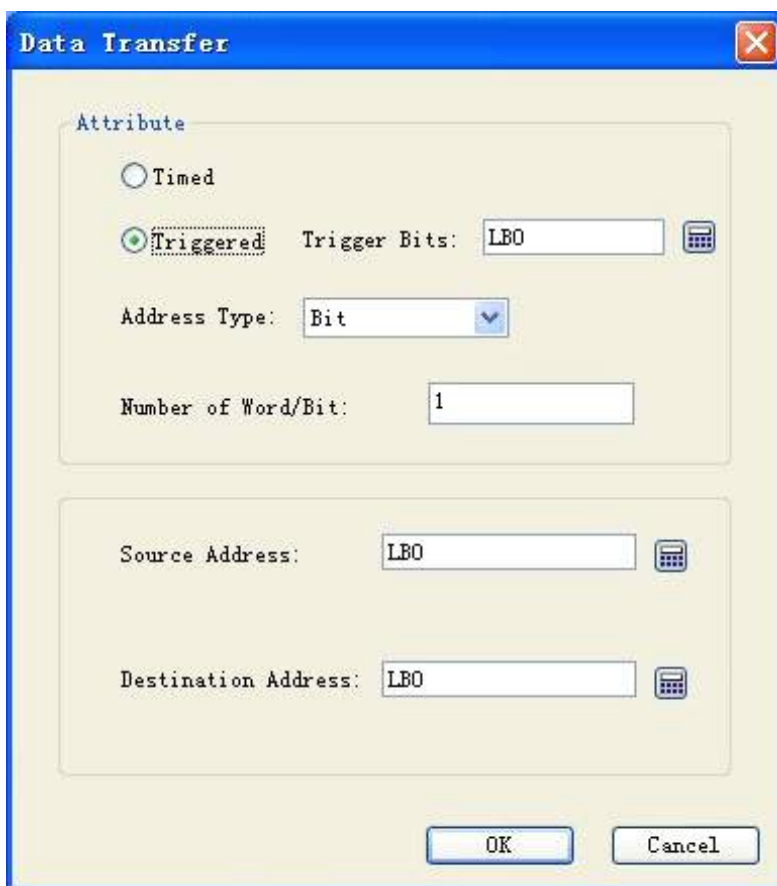 Data Transfer
Attribute
Timed
Triggered Trigger Bits: LB0
Address Type: Bit
Number of Word/Bit: 1
Source Address: LB0
Destination Address: LB0
OK Cancel